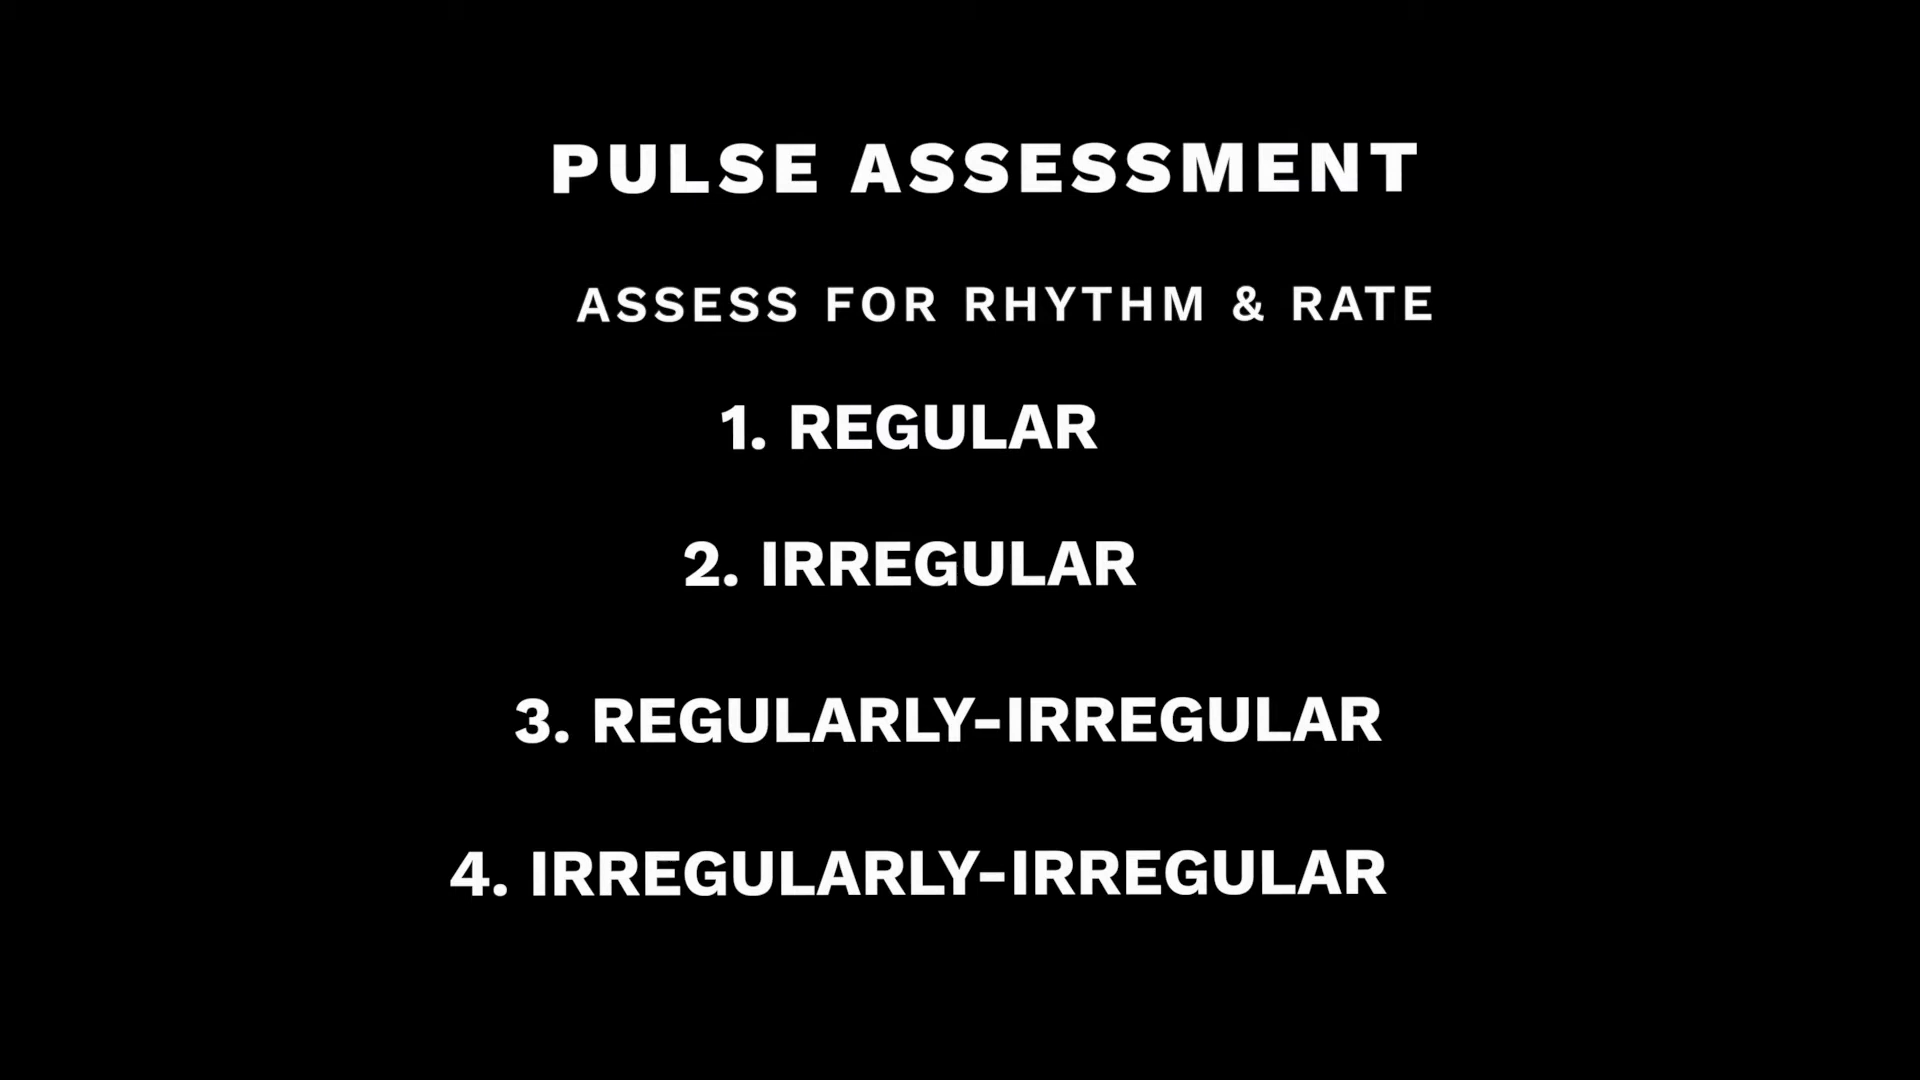 PULSE ASSESSMENT
ASSESS FOR RHYTHM & RATE
1. REGULAR
2. IRREGULAR
3. REGULARLY-IRREGULAR
4. IRREGULARLY-IRREGULAR